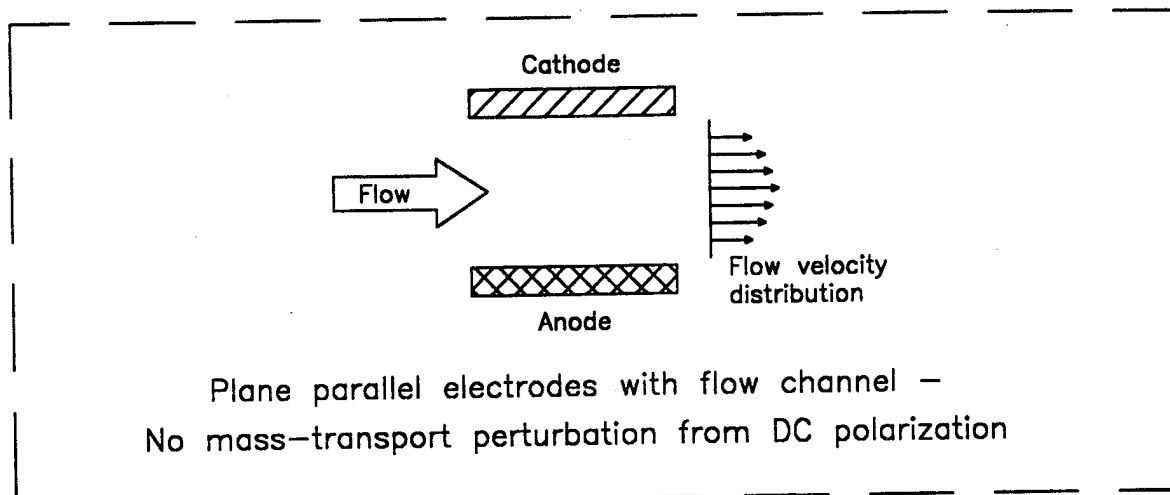 Cathode
Flow
Flow velocity
distribution
Anode
Plane parallel electrodes with flow channel –
No mass–transport perturbation from DC polarization